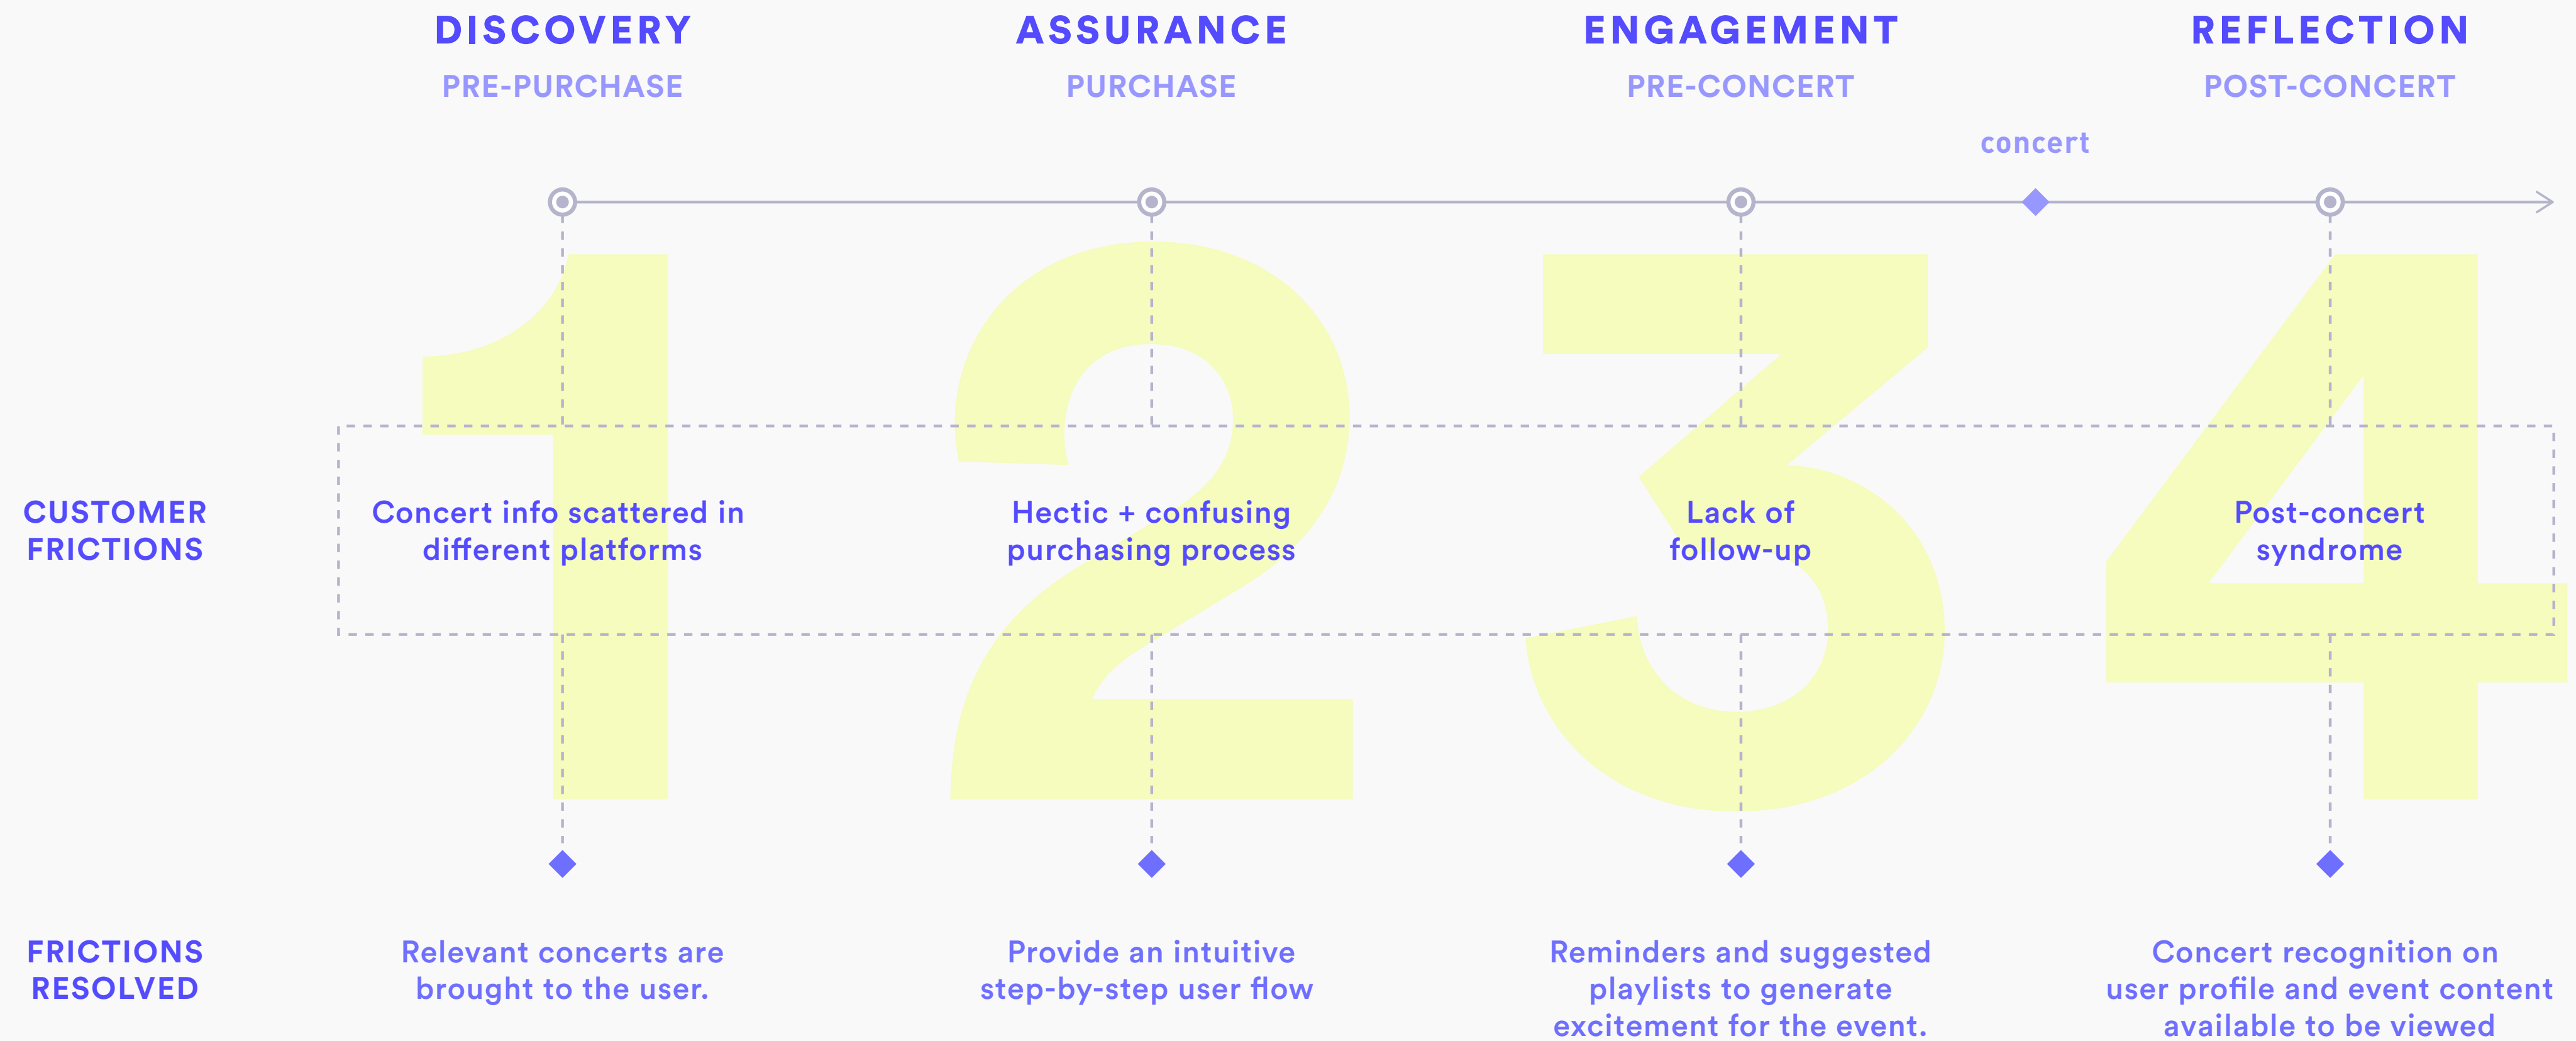 DISCOVERY
PRE-PURCHASE
ASSURANCE
PURCHASE
ENGAGEMENT
PRE-CONCERT
REFLECTION
POST-CONCERT
concert
1
2
3
4
CUSTOMER
FRICTIONS
Concert info scattered in
different platforms
Hectic + confusing
purchasing process
Lack of
follow-up
Post-concert
syndrome
FRICTIONS
RESOLVED
Relevant concerts are
brought to the user.
Provide an intuitive
step-by-step user flow
Reminders and suggested
playlists to generate
excitement for the event.
Concert recognition on
user profile and event content
available to be viewed